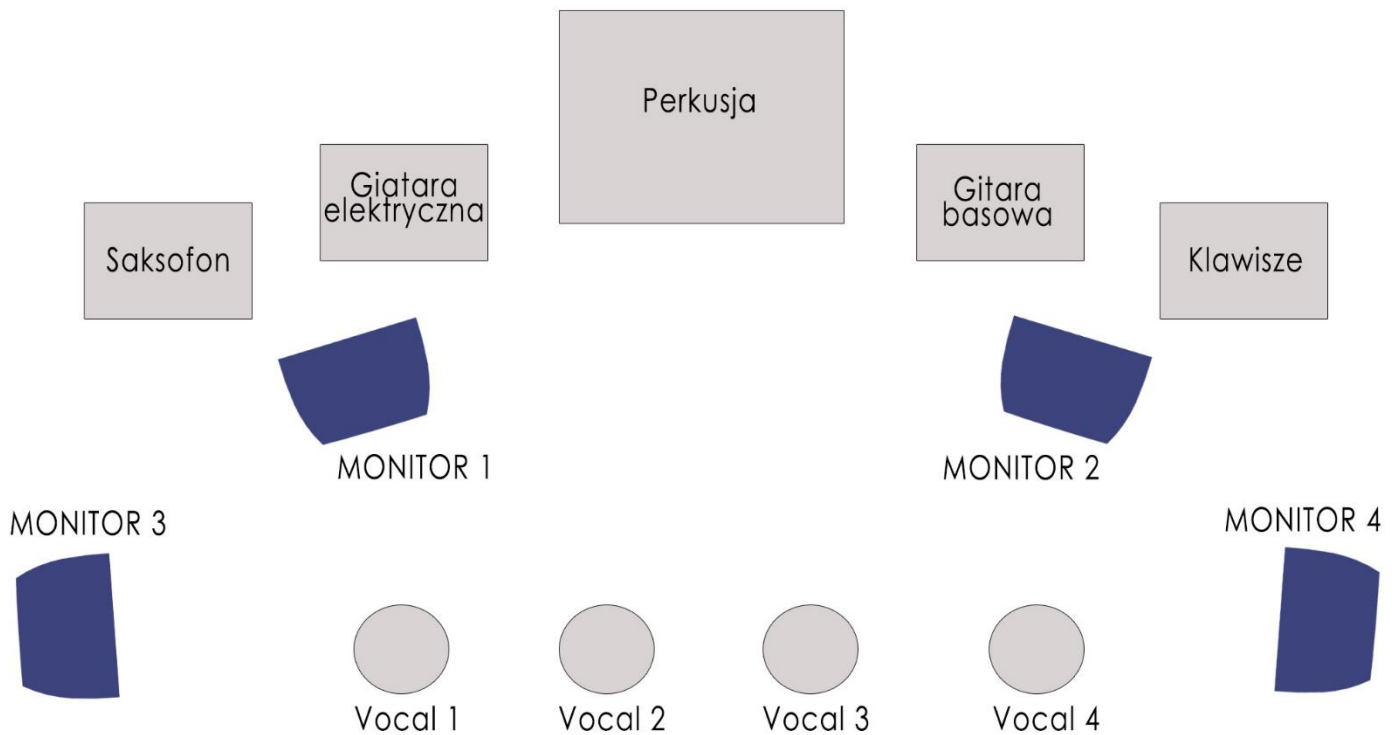 Perkusja
Giatara
elektryczna
Gitara
basowa
Saksofon
Klawisze
MONITOR 1
MONITOR 2
MONITOR 3
MONITOR 4
Vocal 1
Vocal 2
Vocal 3
Vocal 4